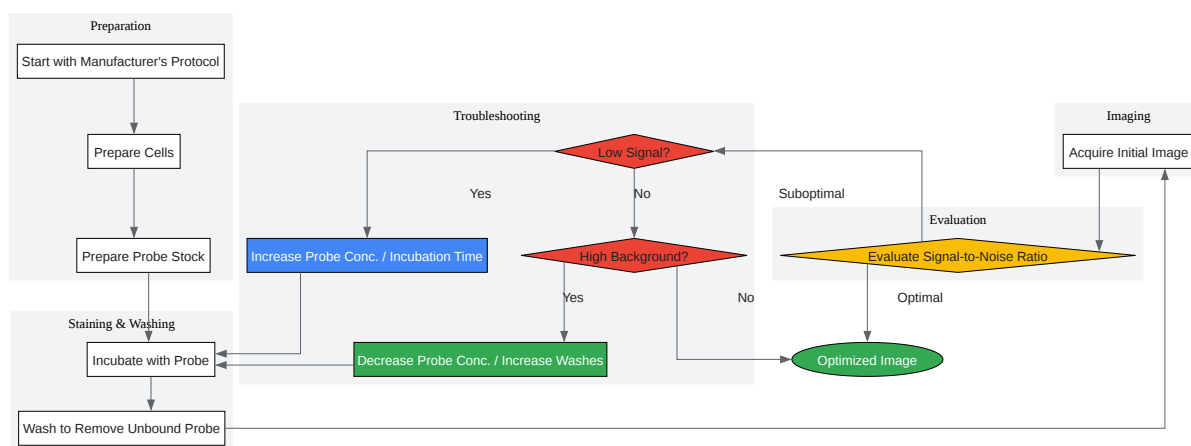 Preparation
Start with Manufacturer's Protocol
Prepare Cells
Prepare Probe Stock
Staining & Washing
Incubate with Probe
Wash to Remove Unbound Probe
Troubleshooting
Low Signal?
Yes
No
Increase Probe Conc. / Incubation Time
High Background?
Yes
No
Decrease Probe Conc. / Increase Washes
Imaging
Acquire Initial Image
Suboptimal
Evaluation
Evaluate Signal-to-Noise Ratio
Optimal
Optimized Image